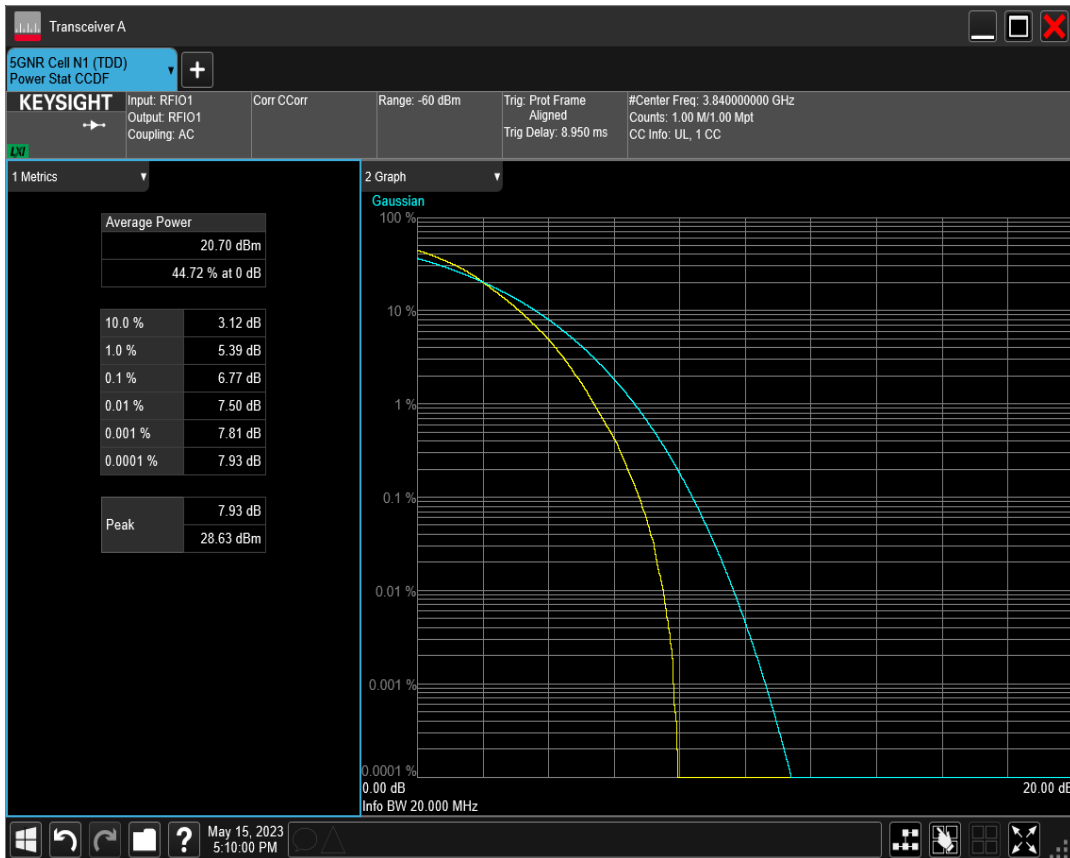 Transceiver A
5GNR Cell N1 (TDD)
Power Stat CCDF
KEYSIGHT
LXI
Input: RFIO1
Output: RFIO1
Coupling: AC
Corr CCorr
Range: -60 dBm
Trig: Prot Frame
Aligned
Trig Delay: 8.950 ms
#Center Freq: 3.840000000 GHz
Counts: 1.00 M/1.00 Mpt
CC Info: UL, 1 CC
1 Metrics
Average Power
20.70 dBm
44.72 % at 0 dB
10.0 % 3.12 dB
1.0 % 5.39 dB
0.1 % 6.77 dB
0.01 % 7.50 dB
0.001 % 7.81 dB
0.0001 % 7.93 dB
Peak
7.93 dB
28.63 dBm
2 Graph
Gaussian
100 %
10 %
1 %
0.1 %
0.01 %
0.001 %
0.0001 %
0.00 dB
20.00 dB
Info BW 20.000 MHz
?
May 15, 2023
5:10:00 PM